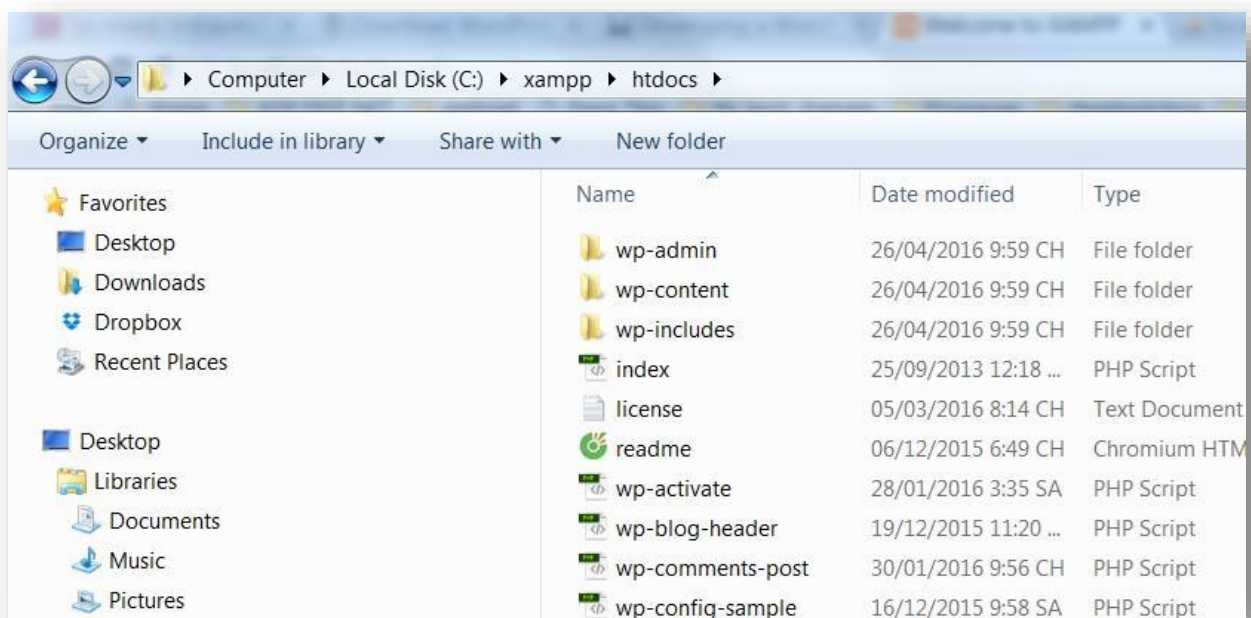 Computer Local Disk (C:) xampp htdocs
Organize Include in library Share with New folder
Favorites
Desktop
Downloads
Dropbox
Recent Places
Desktop
Libraries
Documents
Music
Pictures
Name Date modified Type
wp-admin 26/04/2016 9:59 CH File folder
wp-content 26/04/2016 9:59 CH File folder
wp-includes 26/04/2016 9:59 CH File folder
index 25/09/2013 12:18 ... PHP Script
license 05/03/2016 8:14 CH Text Document
readme 06/12/2015 6:49 CH Chromium HTM
wp-activate 28/01/2016 3:35 SA PHP Script
wp-blog-header 19/12/2015 11:20 ... PHP Script
wp-comments-post 30/01/2016 9:56 CH PHP Script
wp-config-sample 16/12/2015 9:58 SA PHP Script